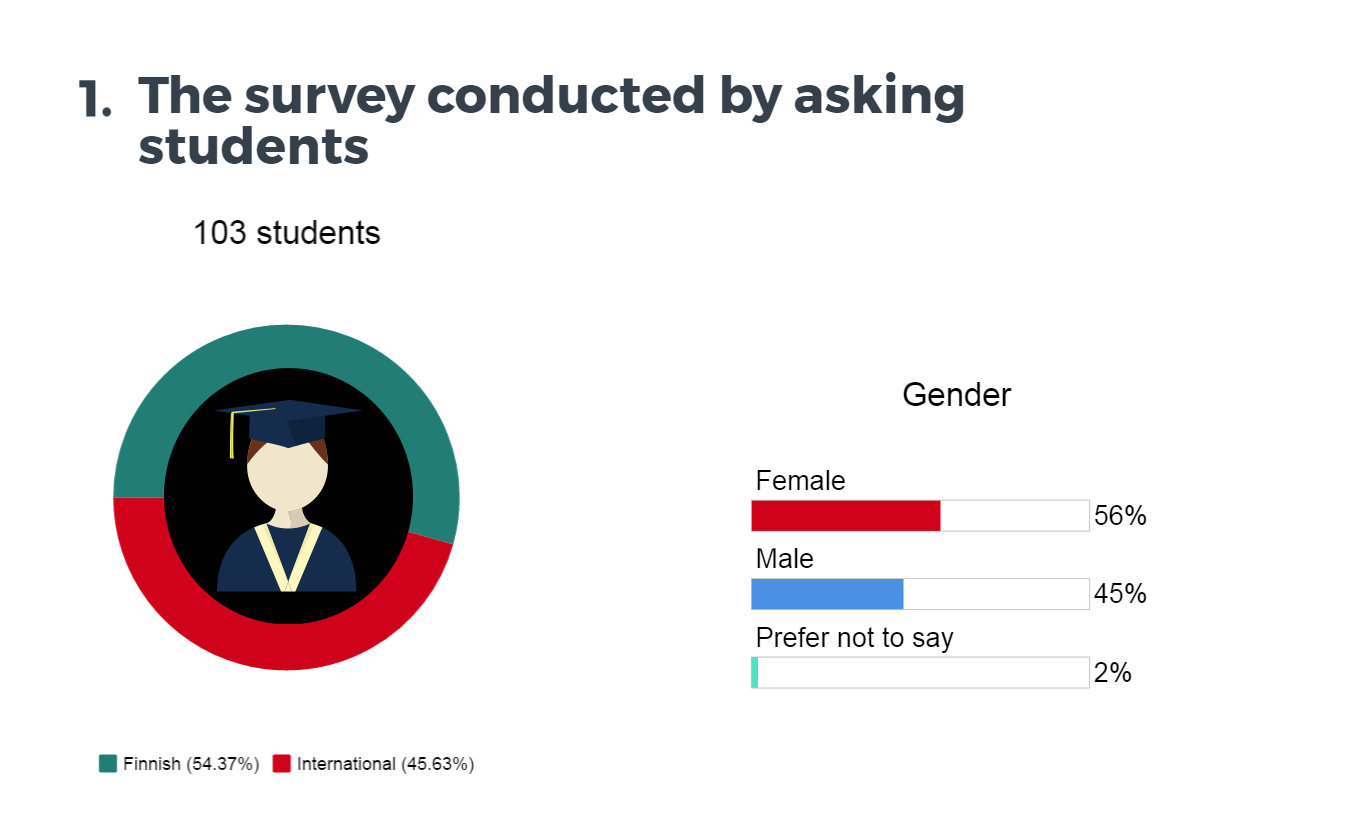 1. The survey conducted by asking
students
103 students
Gender
Female
56%
Male
45%
Prefer not to say
2%
Finnish (54.37%) International (45.63%)